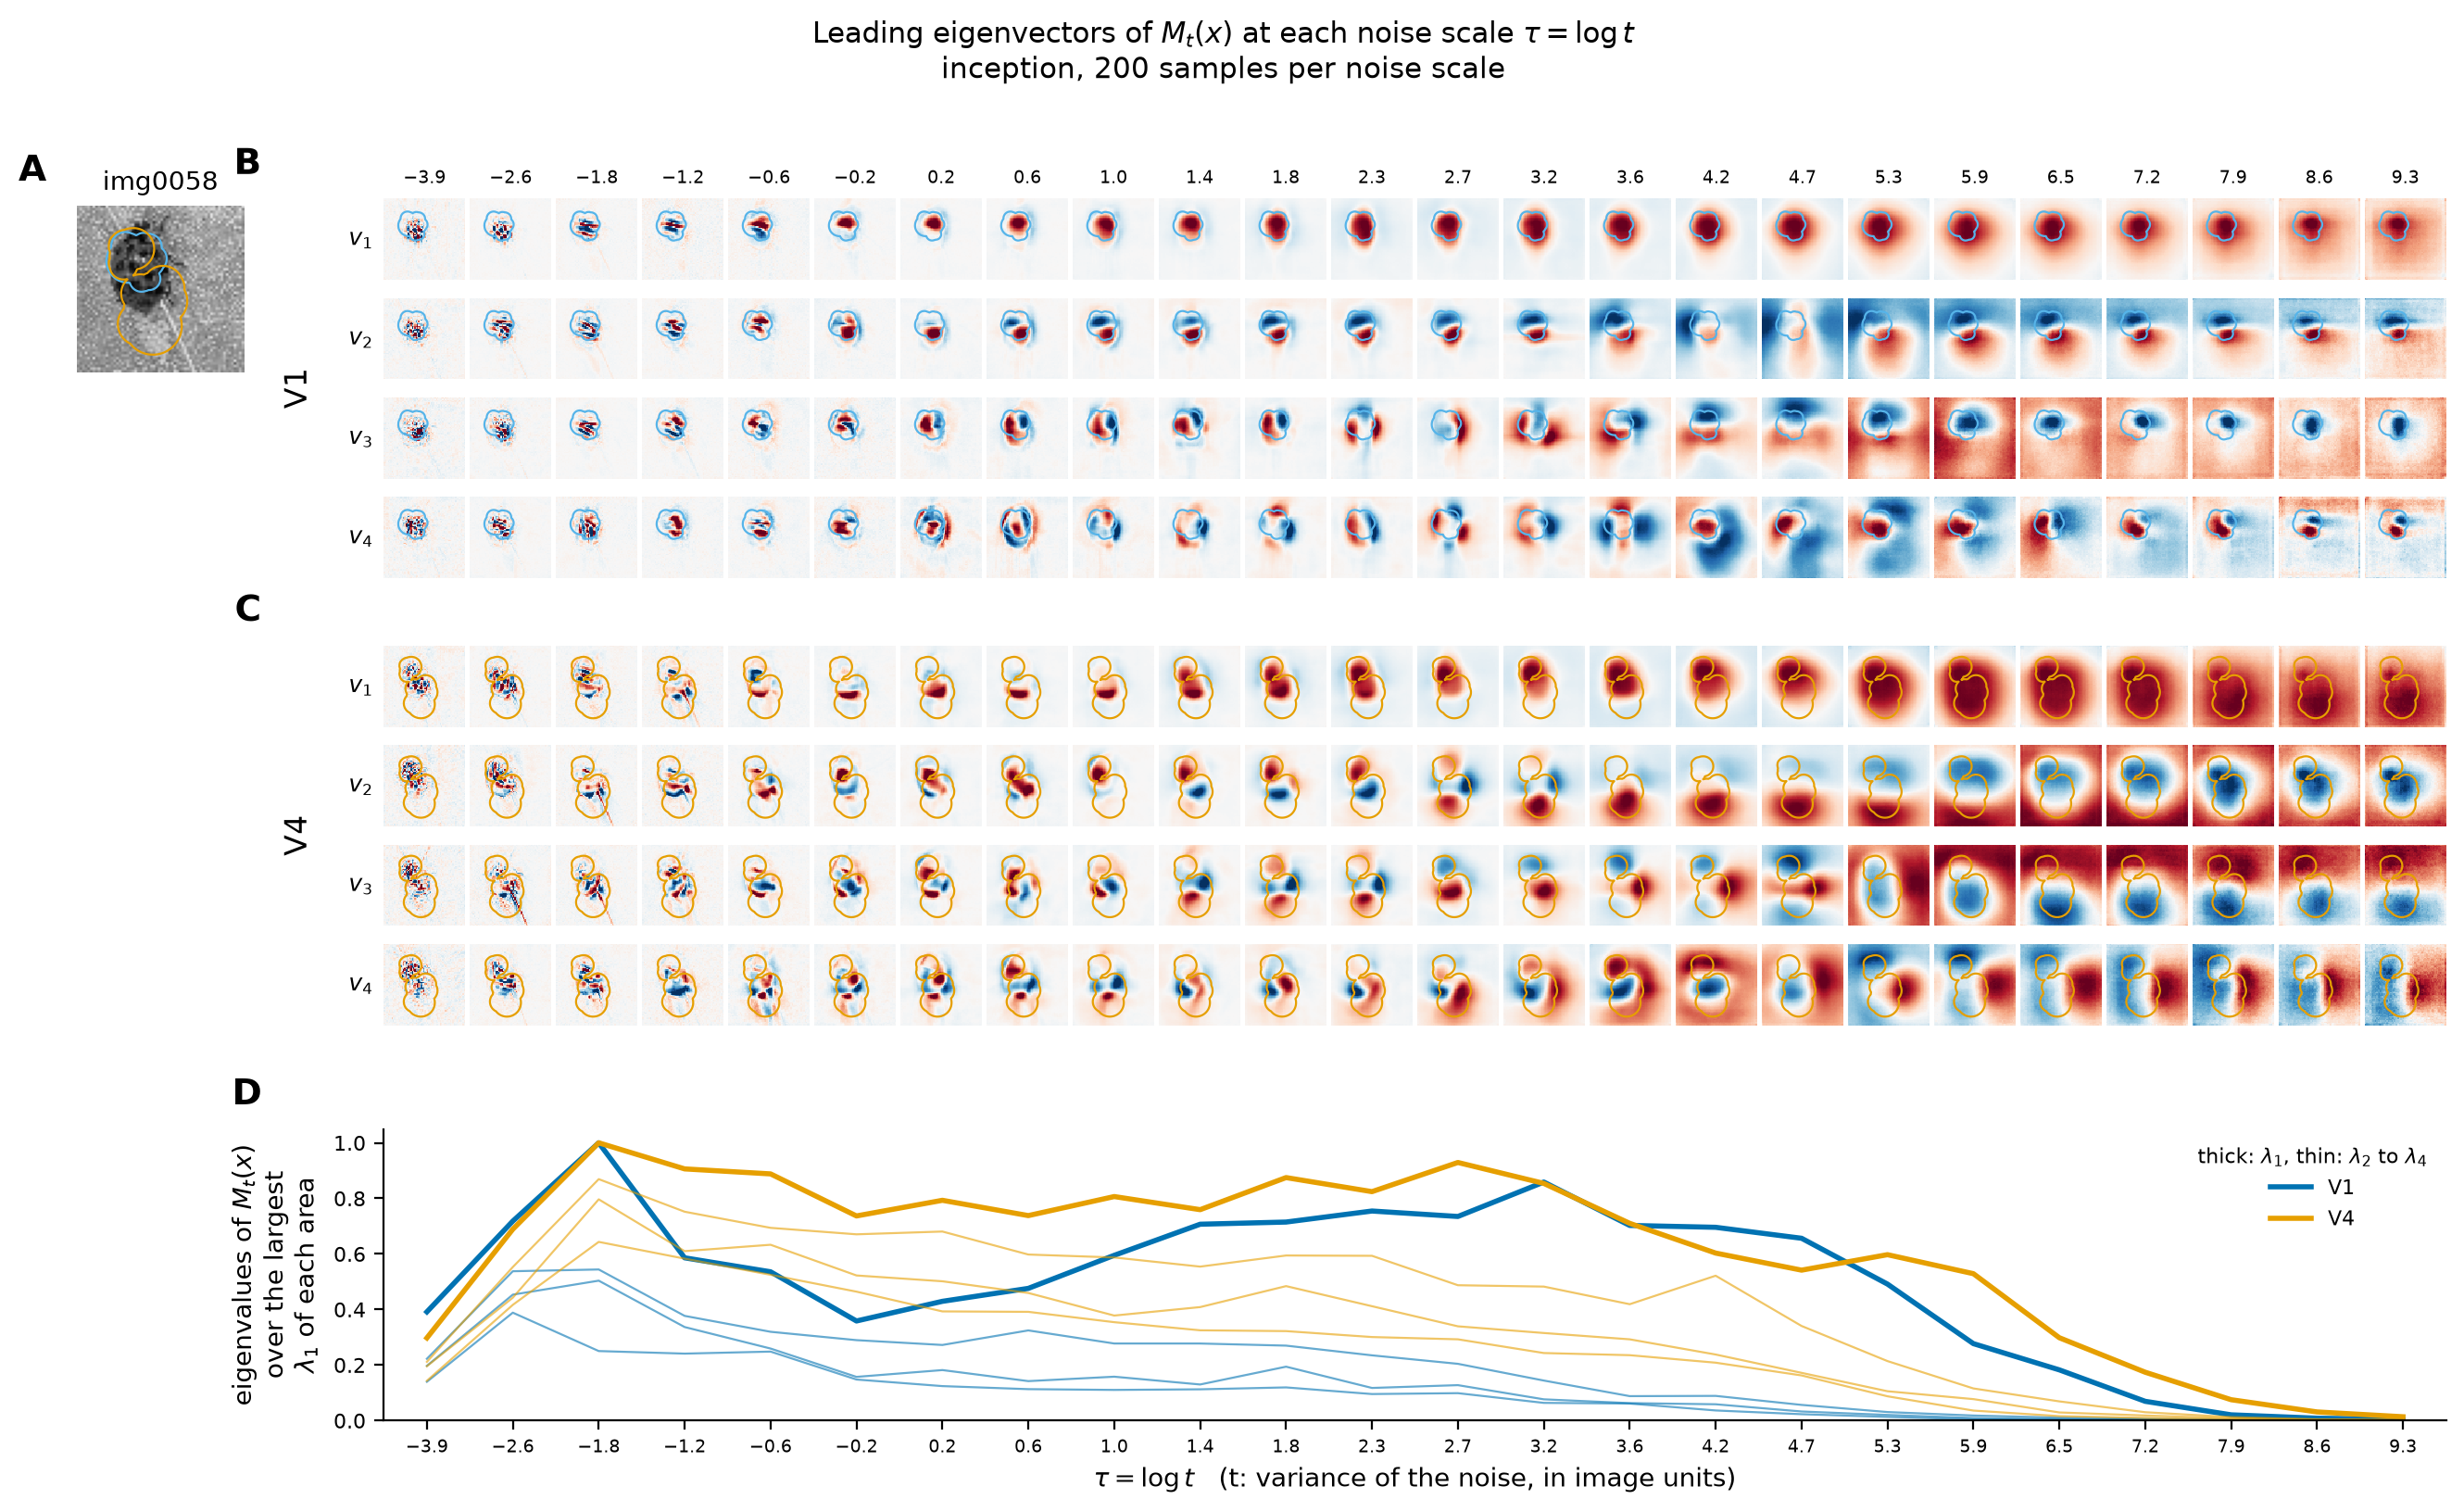 Leading eigenvectors of M_t(x) at each noise scale τ = log t
inception, 200 samples per noise scale
A
img0058
B
−3.9 −2.6 −1.8 −1.2 −0.6 −0.2 0.2 0.6 1.0 1.4 1.8 2.3 2.7 3.2 3.6 4.2 4.7 5.3 5.9 6.5 7.2 7.9 8.6 9.3
V1
v₁
v₂
v₃
v₄
C
V4
v₁
v₂
v₃
v₄
D
eigenvalues of M_t(x)
over the largest
λ₁ of each area
1.0
0.8
0.6
0.4
0.2
0.0
thick: λ₁, thin: λ₂ to λ₄
V1
V4
−3.9 −2.6 −1.8 −1.2 −0.6 −0.2 0.2 0.6 1.0 1.4 1.8 2.3 2.7 3.2 3.6 4.2 4.7 5.3 5.9 6.5 7.2 7.9 8.6 9.3
τ = log t (t: variance of the noise, in image units)